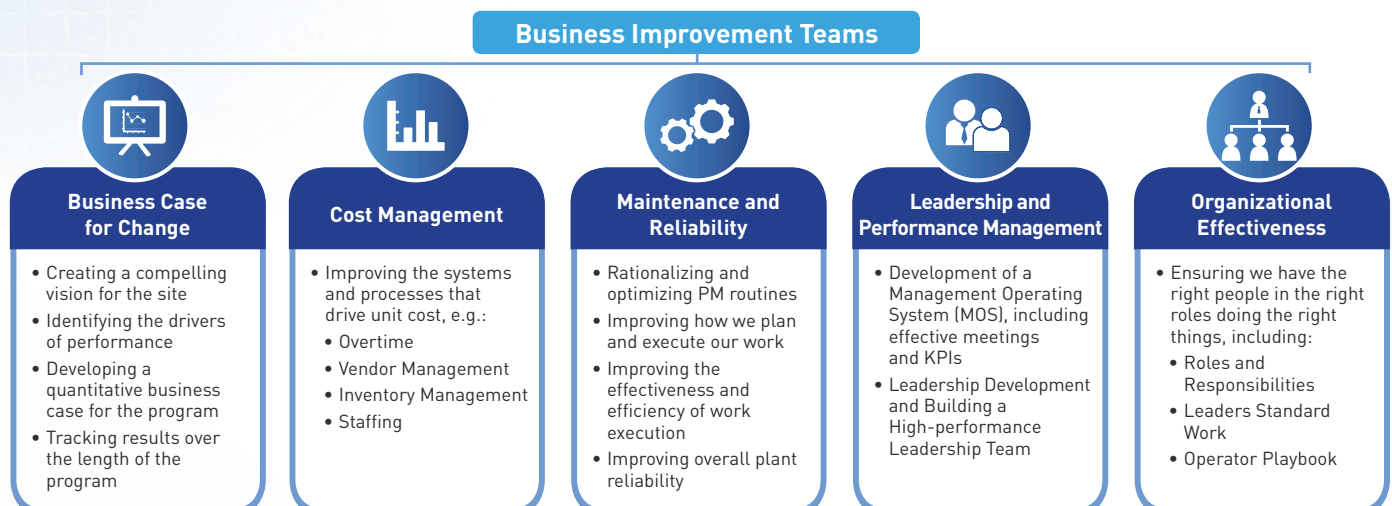 Business Improvement Teams
Business Case
for Change
• Creating a compelling
vision for the site
• Identifying the drivers
of performance
• Developing a
quantitative business
case for the program
• Tracking results over
the length of the
program
Cost Management
• Improving the systems
and processes that
drive unit cost, e.g.:
• Overtime
• Vendor Management
• Inventory Management
• Staffing
Maintenance and
Reliability
• Rationalizing and
optimizing PM routines
• Improving how we plan
and execute our work
• Improving the
effectiveness and
efficiency of work
execution
• Improving overall plant
reliability
Leadership and
Performance Management
• Development of a
Management Operating
System (MOS), including
effective meetings
and KPIs
• Leadership Development
and Building a
High-performance
Leadership Team
Organizational
Effectiveness
• Ensuring we have the
right people in the right
roles doing the right
things, including:
• Roles and
Responsibilities
• Leaders Standard
Work
• Operator Playbook